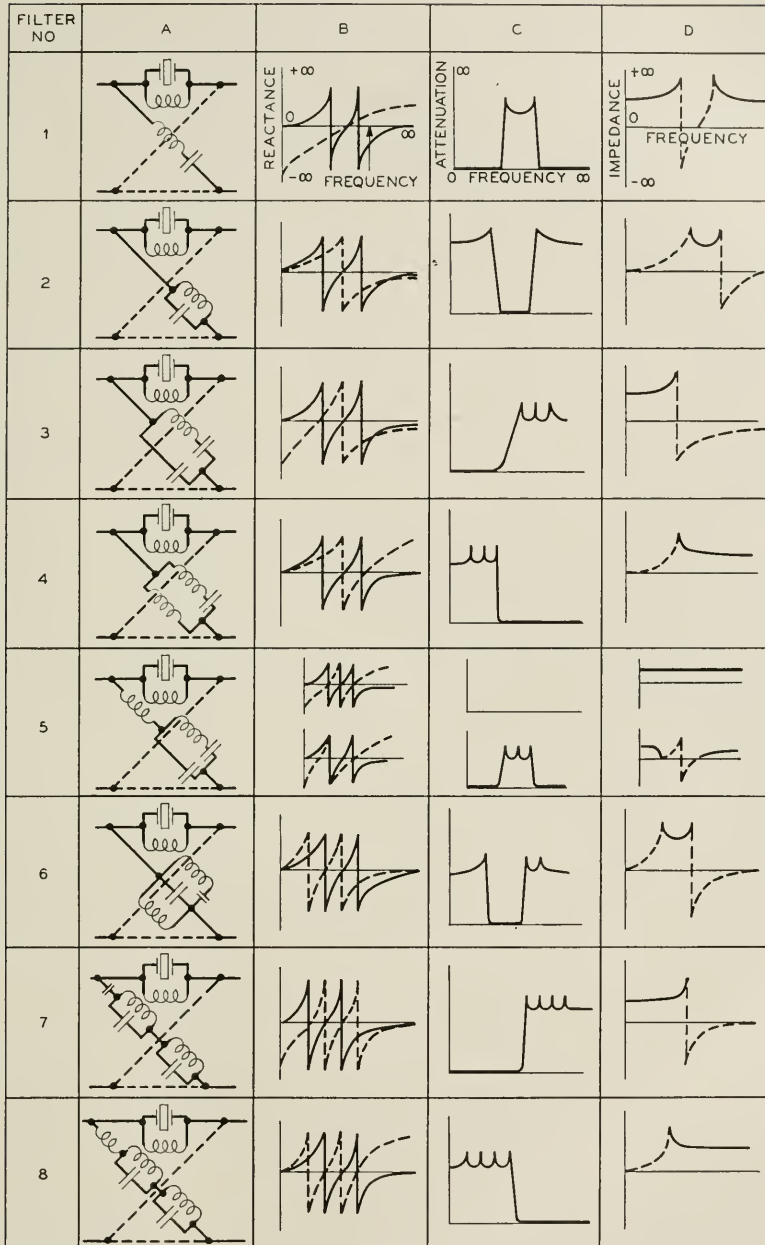 FILTER NO A B C D
1
REACTANCE
+∞
0
∞
-∞
FREQUENCY
ATTENUATION
∞
0 FREQUENCY ∞
IMPEDANCE
+∞
0
FREQUENCY
-∞
2
3
4
5
6
7
8